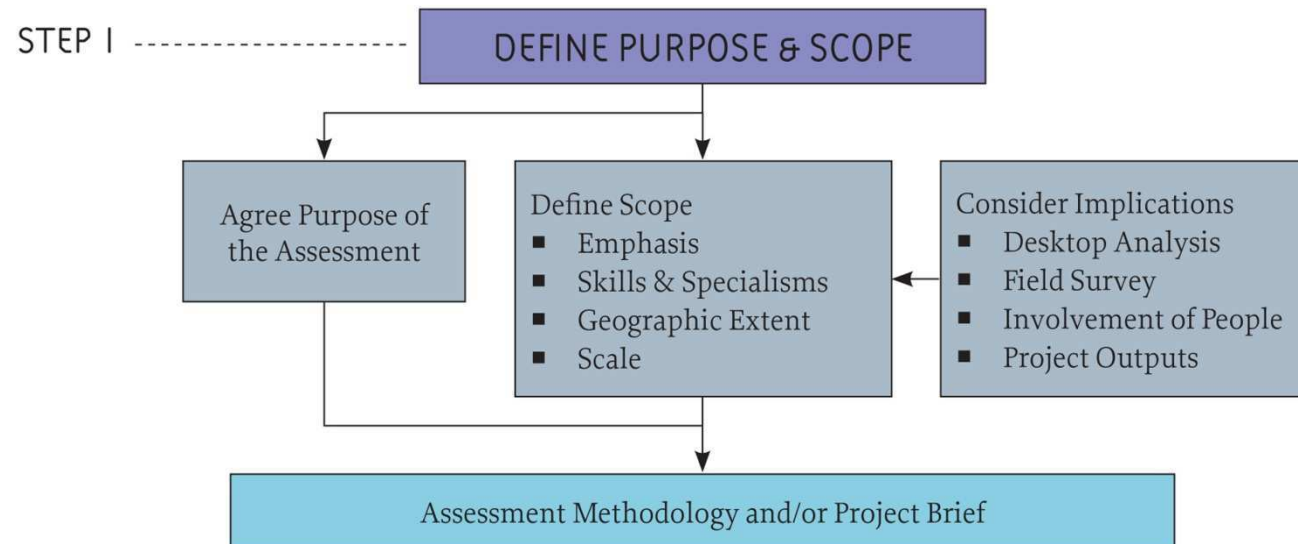 STEP 1
DEFINE PURPOSE & SCOPE
Agree Purpose of
the Assessment
Define Scope
■ Emphasis
■ Skills & Specialisms
■ Geographic Extent
■ Scale
Consider Implications
■ Desktop Analysis
■ Field Survey
■ Involvement of People
■ Project Outputs
Assessment Methodology and/or Project Brief